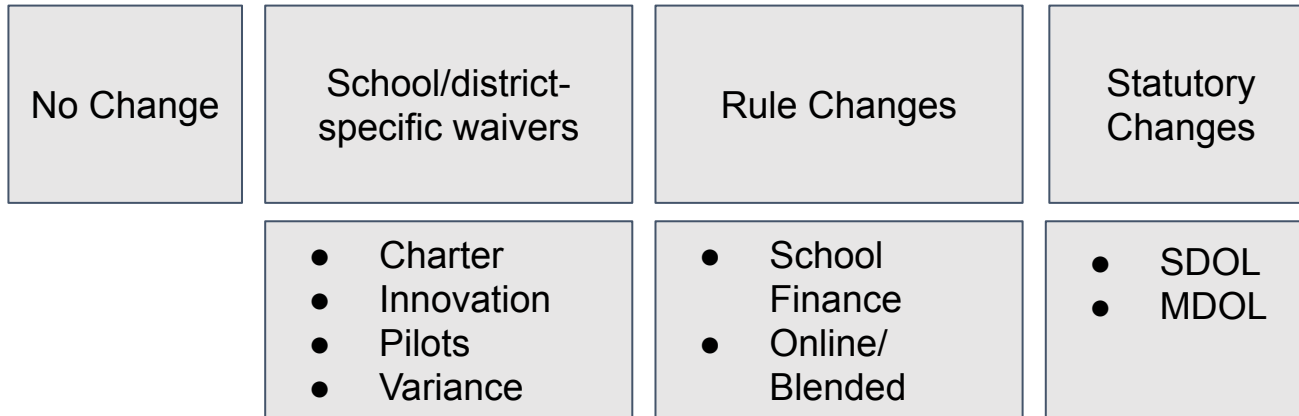 No Change
School/district-
specific waivers
Rule Changes
Statutory
Changes
● Charter
● Innovation
● Pilots
● Variance
● School
Finance
● Online/
Blended
● SDOL
● MDOL